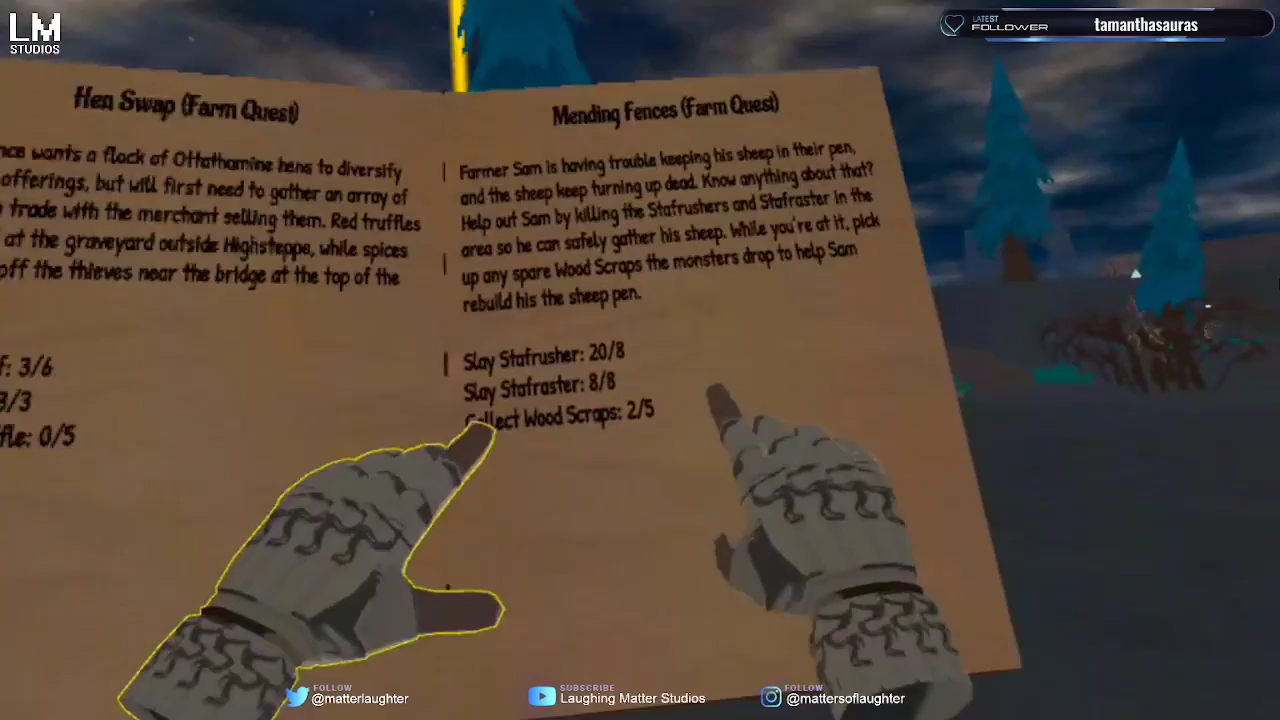 LM
STUDIOS
LATEST
FOLLOWER
tamanthasauras
Hen Swap (Farm Quest)
wants a flock of Ottathamine hens to diversify
offerings, but will first need to gather an array of
trade with the merchant selling them. Red truffles
at the graveyard outside Highsteppe, while spices
off the thieves near the bridge at the top of the
3/6
3/3
0/5
Mending Fences (Farm Quest)
Farmer Sam is having trouble keeping his sheep in their pen,
and the sheep keep turning up dead. Know anything about that?
Help out Sam by killing the Stafrushers and Stafraster in the
area so he can safely gather his sheep. While you're at it, pick
up any spare Wood Scraps the monsters drop to help Sam
rebuild his the sheep pen.
Slay Stafrusher: 20/8
Slay Stafraster: 8/8
Collect Wood Scraps: 2/5
FOLLOW
@matterlaughter
SUBSCRIBE
Laughing Matter Studios
FOLLOW
@mattersoflaughter